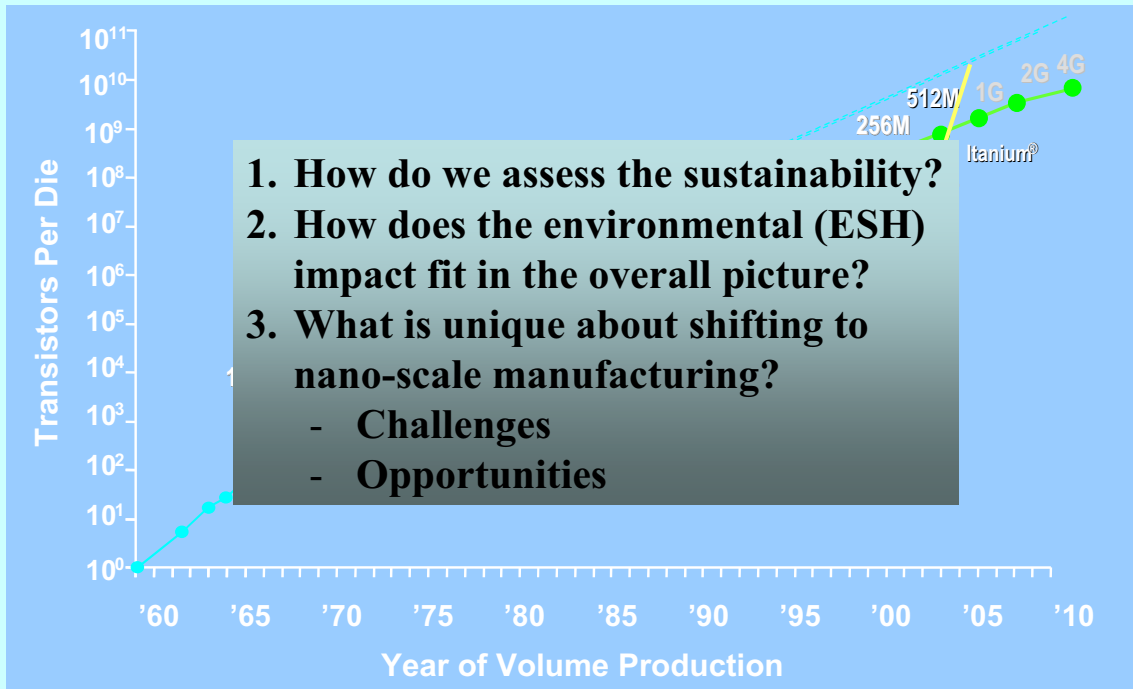 10¹¹
10¹⁰
10⁹
10⁸
10⁷
10⁶
10⁵
10⁴
10³
10²
10¹
10⁰
Transistors Per Die
256M
512M
1G
2G
4G
Itanium®
1. How do we assess the sustainability?
2. How does the environmental (ESH)
impact fit in the overall picture?
3. What is unique about shifting to
nano-scale manufacturing?
- Challenges
- Opportunities
’60 ’65 ’70 ’75 ’80 ’85 ’90 ’95 ’00 ’05 ’10
Year of Volume Production